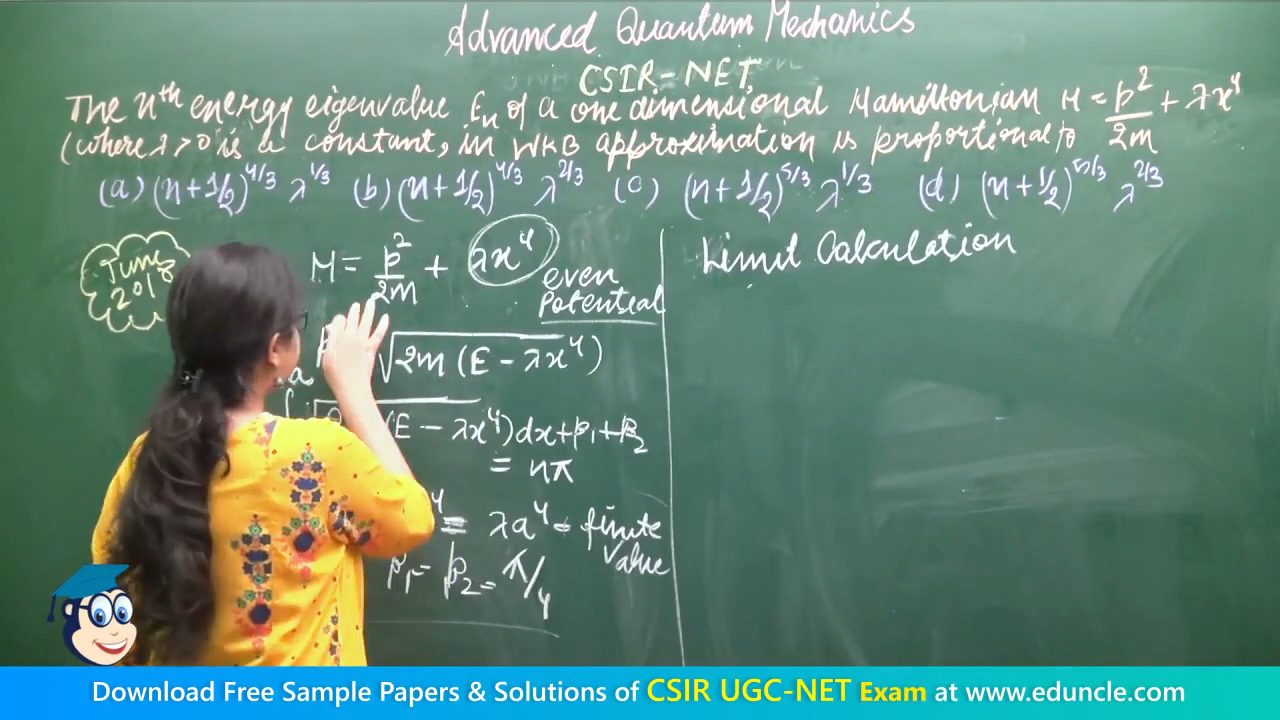 Advanced Quantum Mechanics
CSIR-NET
The nth energy eigenvalue En of a one dimensional Hamiltonian H = p²/2m + λx⁴
(where λ>0 is a constant, in WKB approximation is proportional to
(a) (n+1/2)^4/3 λ^1/3 (b) (n+1/2)^4/3 λ^2/3 (c) (n+1/2)^5/3 λ^1/3 (d) (n+1/2)^5/3 λ^2/3
June
2018
H = p²/2m + λx⁴
even
Potential
√2m (E - λx⁴)
a
(E - λx⁴)dx+β₁+β₂
= nπ
= λa⁴ = finite
value
β₁= β₂= π/4
Limit Calculation
Download Free Sample Papers & Solutions of CSIR UGC-NET Exam at www.eduncle.com